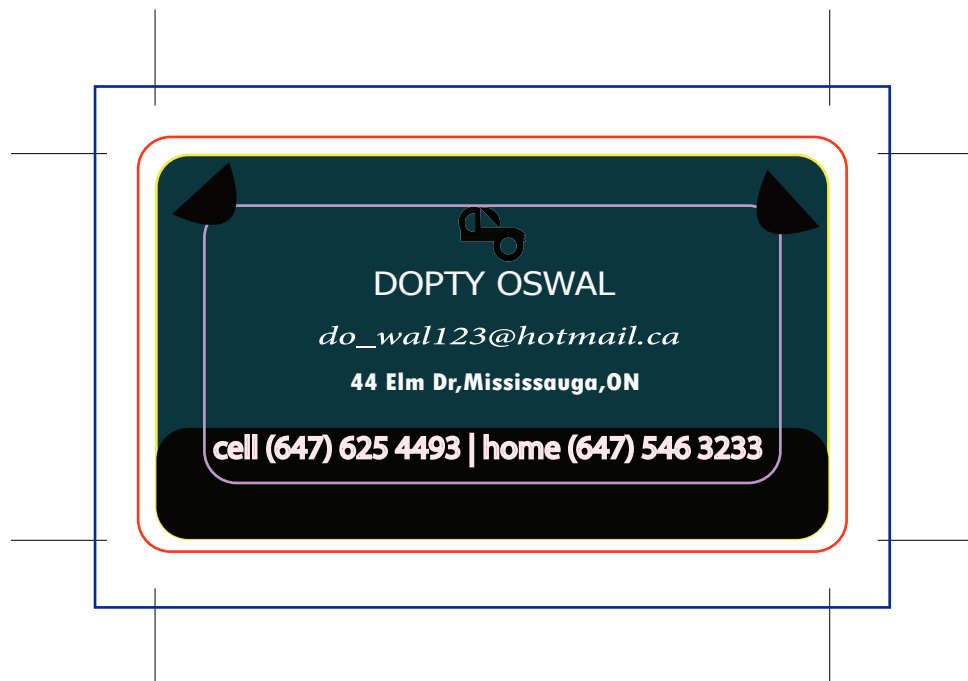 DOPTY OSWAL
do_wal123@hotmail.ca
44 Elm Dr,Mississauga,ON
cell (647) 625 4493 | home (647) 546 3233